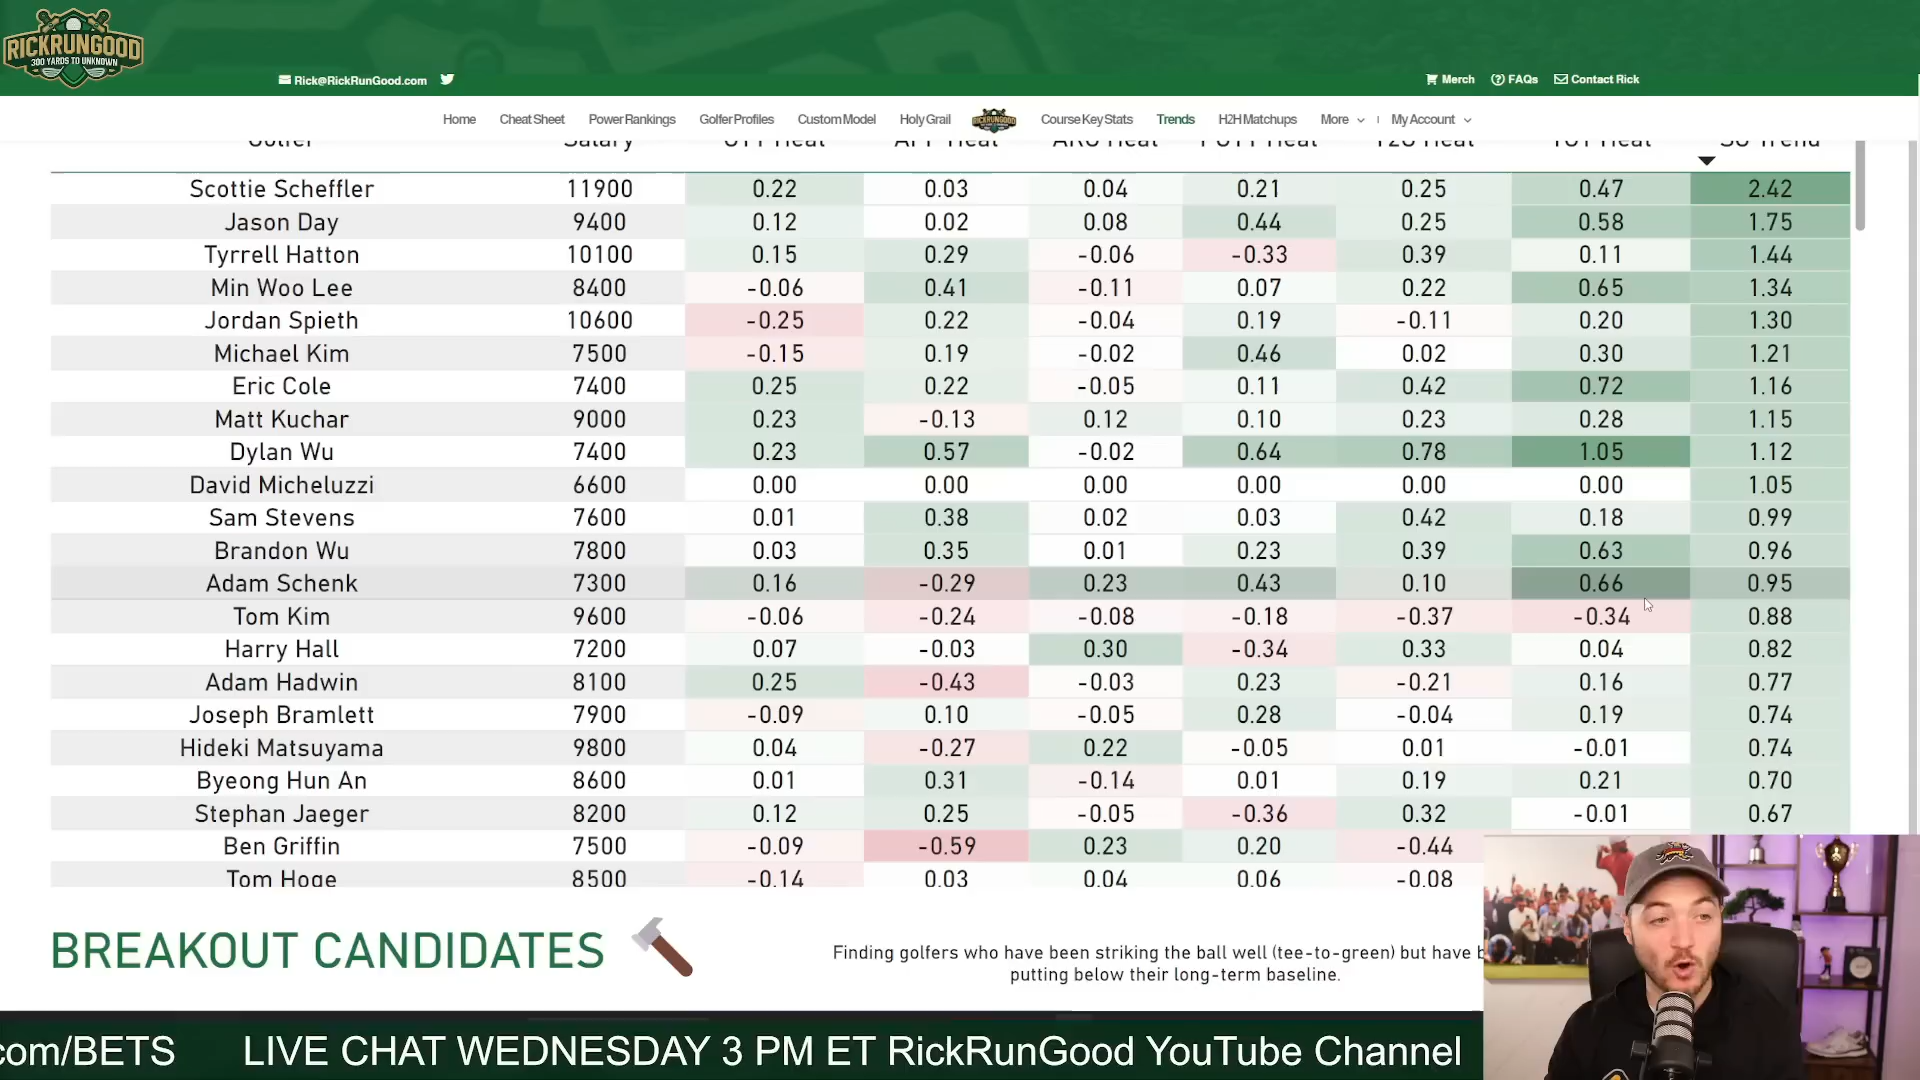 RICKRUNGOOD
300 YARDS TO UNKNOWN
Rick@RickRunGood.com
Merch FAQs Contact Rick
Home Cheat Sheet Power Rankings Golfer Profiles Custom Model Holy Grail RICKRUNGOOD Course Key Stats Trends H2H Matchups More My Account
Golfer Salary OTT Heat APP Heat ARG Heat PUTT Heat T2G Heat TOT Heat SG Trend
Scottie Scheffler 11900 0.22 0.03 0.04 0.21 0.25 0.47 2.42
Jason Day 9400 0.12 0.02 0.08 0.44 0.25 0.58 1.75
Tyrrell Hatton 10100 0.15 0.29 -0.06 -0.33 0.39 0.11 1.44
Min Woo Lee 8400 -0.06 0.41 -0.11 0.07 0.22 0.65 1.34
Jordan Spieth 10600 -0.25 0.22 -0.04 0.19 -0.11 0.20 1.30
Michael Kim 7500 -0.15 0.19 -0.02 0.46 0.02 0.30 1.21
Eric Cole 7400 0.25 0.22 -0.05 0.11 0.42 0.72 1.16
Matt Kuchar 9000 0.23 -0.13 0.12 0.10 0.23 0.28 1.15
Dylan Wu 7400 0.23 0.57 -0.02 0.64 0.78 1.05 1.12
David Micheluzzi 6600 0.00 0.00 0.00 0.00 0.00 0.00 1.05
Sam Stevens 7600 0.01 0.38 0.02 0.03 0.42 0.18 0.99
Brandon Wu 7800 0.03 0.35 0.01 0.23 0.39 0.63 0.96
Adam Schenk 7300 0.16 -0.29 0.23 0.43 0.10 0.66 0.95
Tom Kim 9600 -0.06 -0.24 -0.08 -0.18 -0.37 -0.34 0.88
Harry Hall 7200 0.07 -0.03 0.30 -0.34 0.33 0.04 0.82
Adam Hadwin 8100 0.25 -0.43 -0.03 0.23 -0.21 0.16 0.77
Joseph Bramlett 7900 -0.09 0.10 -0.05 0.28 -0.04 0.19 0.74
Hideki Matsuyama 9800 0.04 -0.27 0.22 -0.05 0.01 -0.01 0.74
Byeong Hun An 8600 0.01 0.31 -0.14 0.01 0.19 0.21 0.70
Stephan Jaeger 8200 0.12 0.25 -0.05 -0.36 0.32 -0.01 0.67
Ben Griffin 7500 -0.09 -0.59 0.23 0.20 -0.44
Tom Hoge 8500 -0.14 0.03 0.04 0.06 -0.08
BREAKOUT CANDIDATES
Finding golfers who have been striking the ball well (tee-to-green) but have b
putting below their long-term baseline.
com/BETS LIVE CHAT WEDNESDAY 3 PM ET RickRunGood YouTube Channel